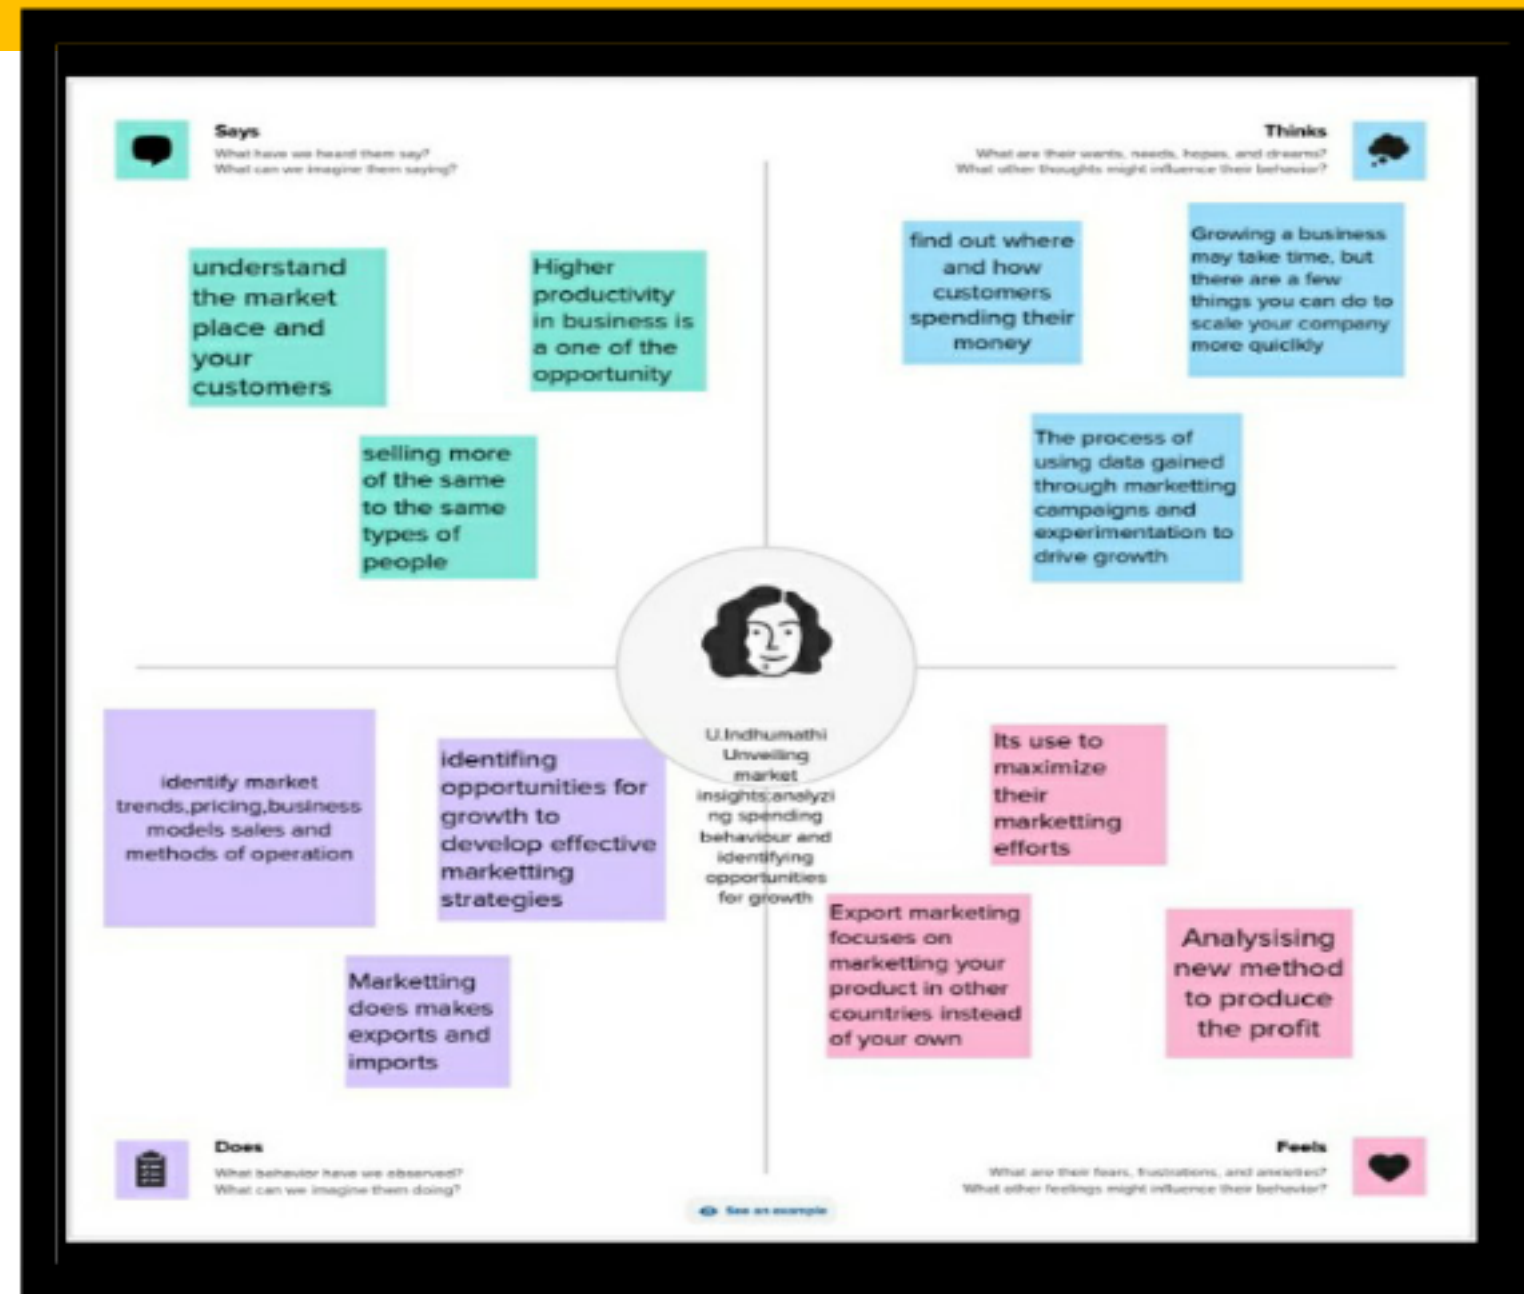 Says
What have we heard them say?
What can we imagine them saying?
understand
the market
place and
your
customers
Higher
productivity
in business is
a one of the
opportunity
selling more
of the same
to the same
types of
people
Thinks
What are their wants, needs, hopes, and dreams?
What other thoughts might influence their behavior?
find out where
and how
customers
spending their
money
Growing a business
may take time, but
there are a few
things you can do to
scale your company
more quiclkly
The process of
using data gained
through marketting
campaigns and
experimentation to
drive growth
U.Indhumathi
Unveiling
market
insights:analyzi
ng spending
behaviour and
identifying
opportunities
for growth
identify market
trends,pricing,business
models sales and
methods of operation
identifing
opportunities for
growth to
develop effective
marketting
strategies
Marketting
does makes
exports and
imports
Does
What behavior have we observed?
What can we imagine them doing?
Its use to
maximize
their
marketting
efforts
Export marketing
focuses on
marketting your
product in other
countries instead
of your own
Analysising
new method
to produce
the profit
Feels
What are their fears, frustrations, and anxieties?
What other feelings might influence their behavior?
See an example